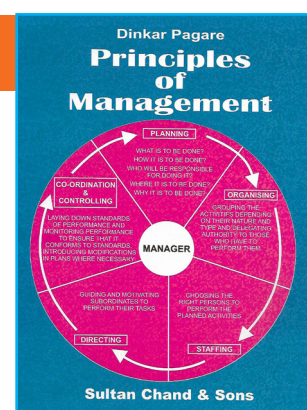 Dinkar Pagare
Principles
of
Management
PLANNING
WHAT IS TO BE DONE?
HOW IT IS TO BE DONE?
WHO WILL BE RESPONSIBLE
FOR DOING IT?
WHERE IT IS TO BE DONE?
WHY IT IS TO BE DONE?
ORGANISING
GROUPING THE
ACTIVITIES DEPENDING
ON THEIR NATURE AND
TYPE AND DELEGATING
AUTHORITY TO THOSE
WHO HAVE TO
PERFORM THEM
STAFFING
CHOOSING THE
RIGHT PERSONS TO
PERFORM THE
PLANNED ACTIVITIES
DIRECTING
GUIDING AND MOTIVATING
SUBORDINATES TO
PERFORM THEIR TASKS
CO-ORDINATION
&
CONTROLLING
LAYING DOWN STANDARDS
OF PERFORMANCE AND
MONITORING PERFORMANCE
TO ENSURE THAT IT
CONFORMS TO STANDARDS
INTRODUCING MODIFICATIONS
IN PLANS WHERE NECESSARY
MANAGER
Sultan Chand & Sons